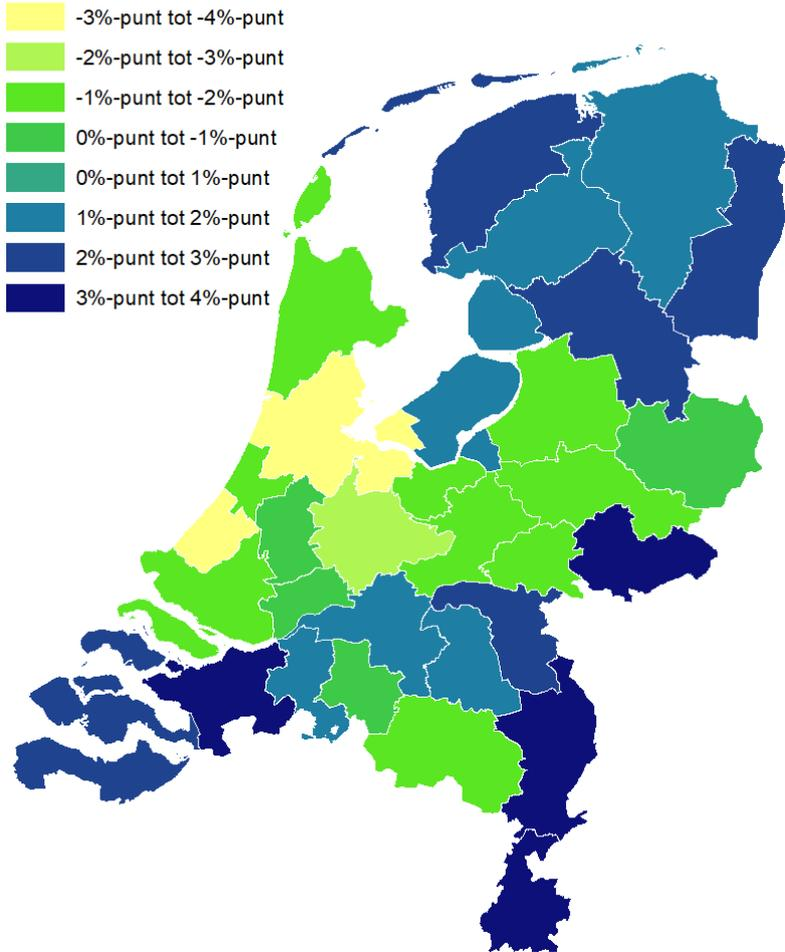 -3%-punt tot -4%-punt
-2%-punt tot -3%-punt
-1%-punt tot -2%-punt
0%-punt tot -1%-punt
0%-punt tot 1%-punt
1%-punt tot 2%-punt
2%-punt tot 3%-punt
3%-punt tot 4%-punt